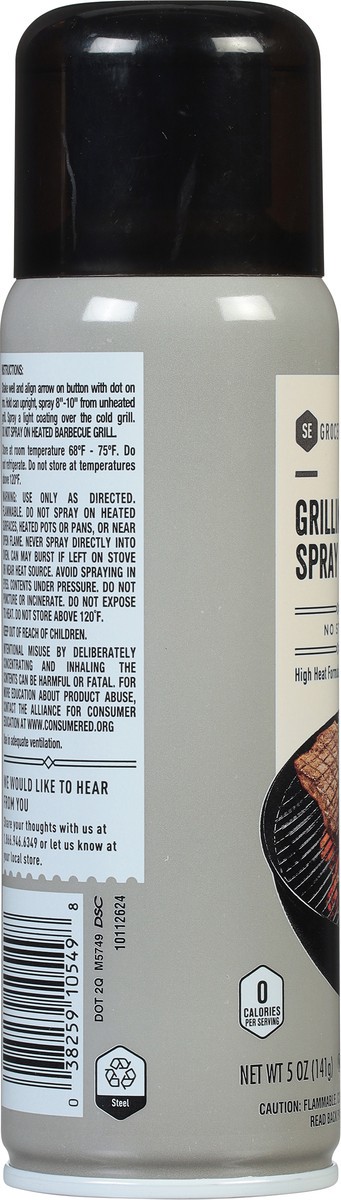 INSTRUCTIONS:
Shake well and align arrow on button with dot on
rim. Hold can upright, spray 8"-10" from unheated
grill. Spray a light coating over the cold grill.
DO NOT SPRAY ON HEATED BARBECUE GRILL.
Store at room temperature 68°F - 75°F. Do
not refrigerate. Do not store at temperatures
above 120°F.
WARNING: USE ONLY AS DIRECTED.
FLAMMABLE. DO NOT SPRAY ON HEATED
SURFACES, HEATED POTS OR PANS, OR NEAR
OPEN FLAME. NEVER SPRAY DIRECTLY INTO
OVEN. CAN MAY BURST IF LEFT ON STOVE
OR NEAR HEAT SOURCE. AVOID SPRAYING IN
EYES. CONTENTS UNDER PRESSURE. DO NOT
PUNCTURE OR INCINERATE. DO NOT EXPOSE
TO HEAT. DO NOT STORE ABOVE 120°F.
KEEP OUT OF REACH OF CHILDREN.
INTENTIONAL MISUSE BY DELIBERATELY
CONCENTRATING AND INHALING THE
CONTENTS CAN BE HARMFUL OR FATAL. FOR
MORE EDUCATION ABOUT PRODUCT ABUSE,
CONTACT THE ALLIANCE FOR CONSUMER
EDUCATION AT WWW.CONSUMERED.ORG
Use in adequate ventilation.
WE WOULD LIKE TO HEAR
FROM YOU
Share your thoughts with us at
1.866.946.6349 or let us know at
your local store.
0 38259 10549 8
DOT 2Q M5749 DSC
10112624
Steel
SE GROCE
GRILLIN
SPRAY
NO S
High Heat Formula
0
CALORIES
PER SERVING
NET WT 5 OZ (141g)
CAUTION: FLAMMABLE.
READ BACK